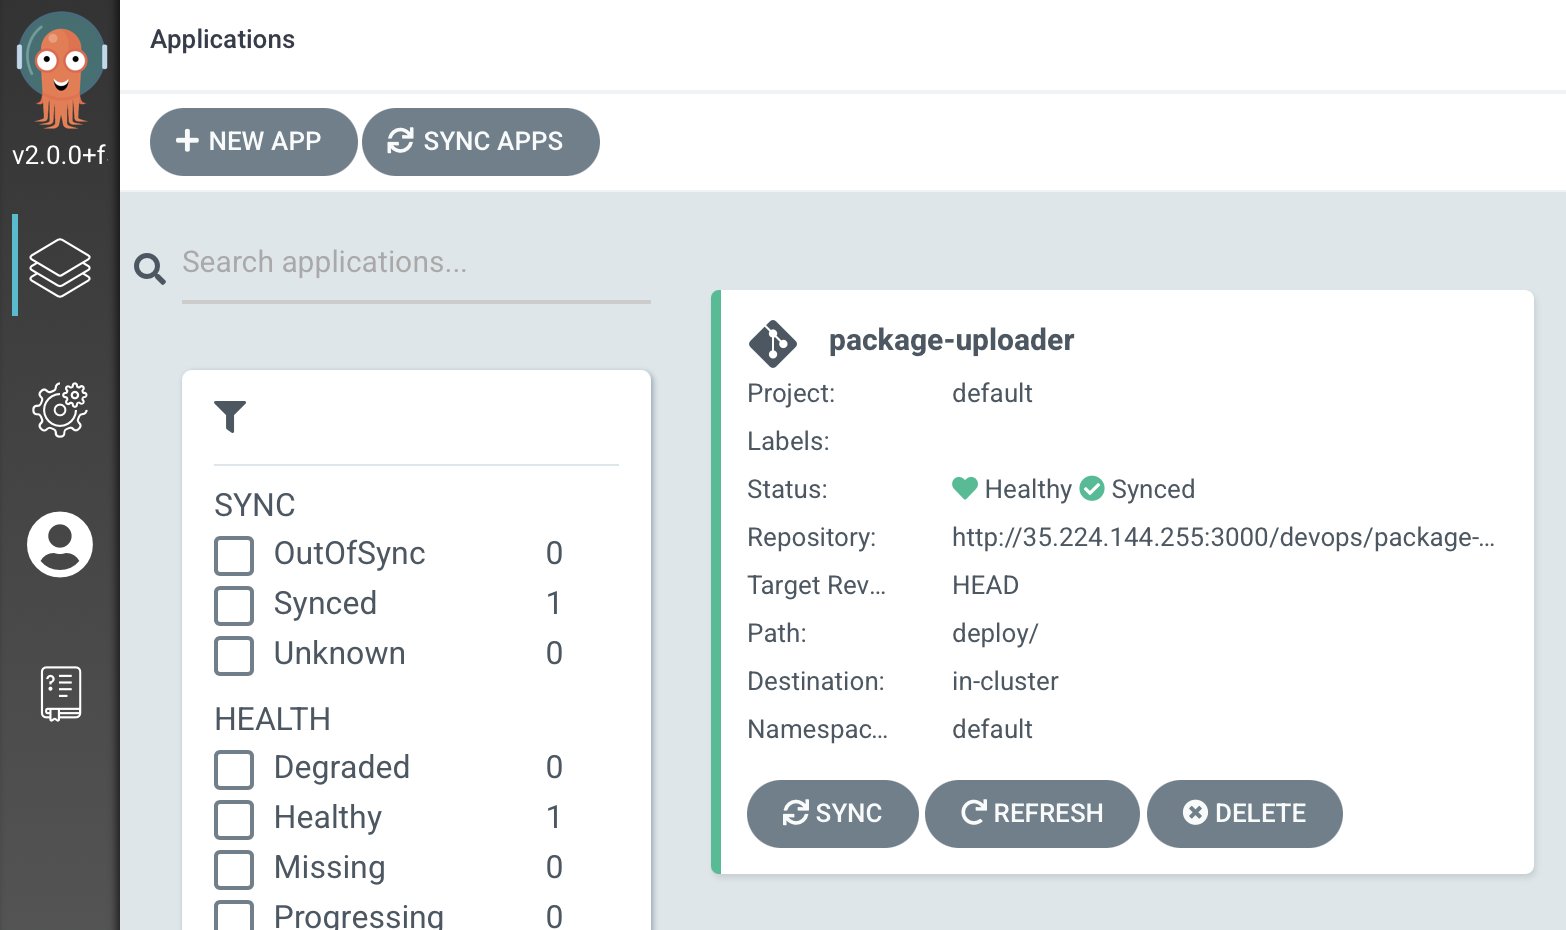 Applications
NEW APP
SYNC APPS
v2.0.0+f
Search applications...
SYNC
OutOfSync 0
Synced 1
Unknown 0
HEALTH
Degraded 0
Healthy 1
Missing 0
Progressing 0
package-uploader
Project: default
Labels:
Status: Healthy Synced
Repository: http://35.224.144.255:3000/devops/package-...
Target Rev... HEAD
Path: deploy/
Destination: in-cluster
Namespac... default
SYNC REFRESH DELETE